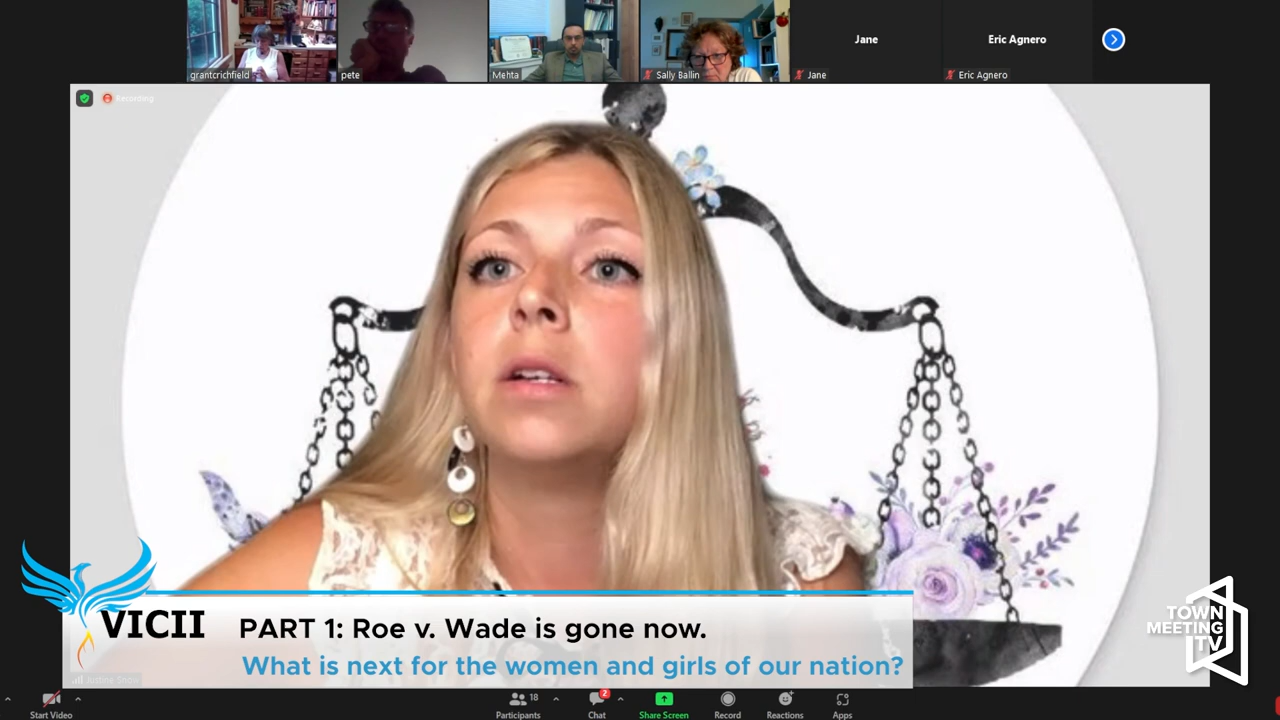 Jane
Eric Agnero
grantcrichfield
pete
Mehta
Sally Ballin
Jane
Eric Agnero
Recording
VICII
PART 1: Roe v. Wade is gone now.
What is next for the women and girls of our nation?
TOWN
MEETING
TV
Start Video
Participants
18
Chat
2
Share Screen
Record
Reactions
Apps